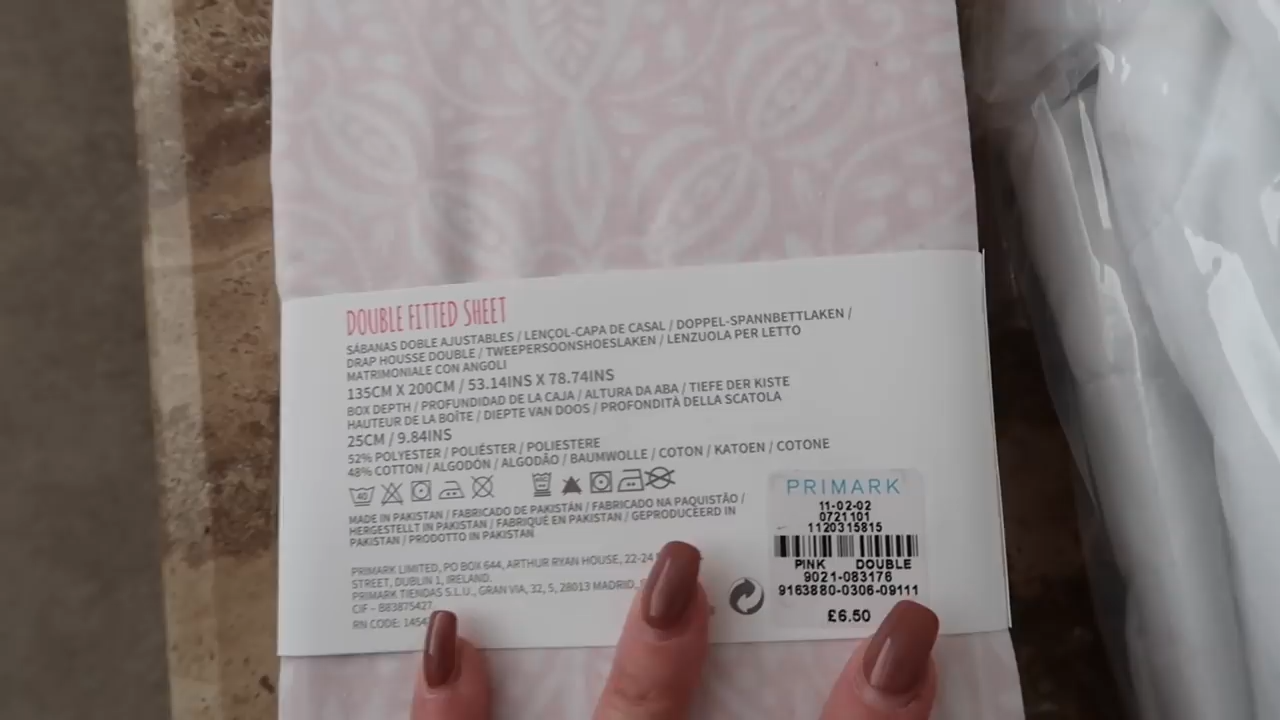 DOUBLE FITTED SHEET
SÁBANAS DOBLE AJUSTABLES / LENÇOL-CAPA DE CASAL / DOPPEL-SPANNBETTLAKEN /
DRAP HOUSSE DOUBLE / TWEEPERSOONSHOESLAKEN / LENZUOLA PER LETTO
MATRIMONIALE CON ANGOLI
135CM X 200CM / 53.14INS X 78.74INS
BOX DEPTH / PROFUNDIDAD DE LA CAJA / ALTURA DA ABA / TIEFE DER KISTE
HAUTEUR DE LA BOÎTE / DIEPTE VAN DOOS / PROFONDITÀ DELLA SCATOLA
25CM / 9.84INS
52% POLYESTER / POLIÉSTER / POLIESTERE
48% COTTON / ALGODÓN / ALGODÃO / BAUMWOLLE / COTON / KATOEN / COTONE
40
MADE IN PAKISTAN / FABRICADO DE PAKISTÁN / FABRICADO NA PAQUISTÃO /
HERGESTELLT IN PAKISTAN / FABRIQUÉ EN PAKISTAN / GEPRODUCEERD IN
PAKISTAN / PRODOTTO IN PAKISTAN
PRIMARK LIMITED, PO BOX 644, ARTHUR RYAN HOUSE, 22-24
STREET, DUBLIN 1, IRELAND.
PRIMARK TIENDAS S.L.U., GRAN VIA, 32, 5, 28013 MADRID,
CIF - B83875427
RN CODE:
PRIMARK
11-02-02
0721101
1120315815
PINK DOUBLE
9021-083176
9163880-0306-09111
£6.50